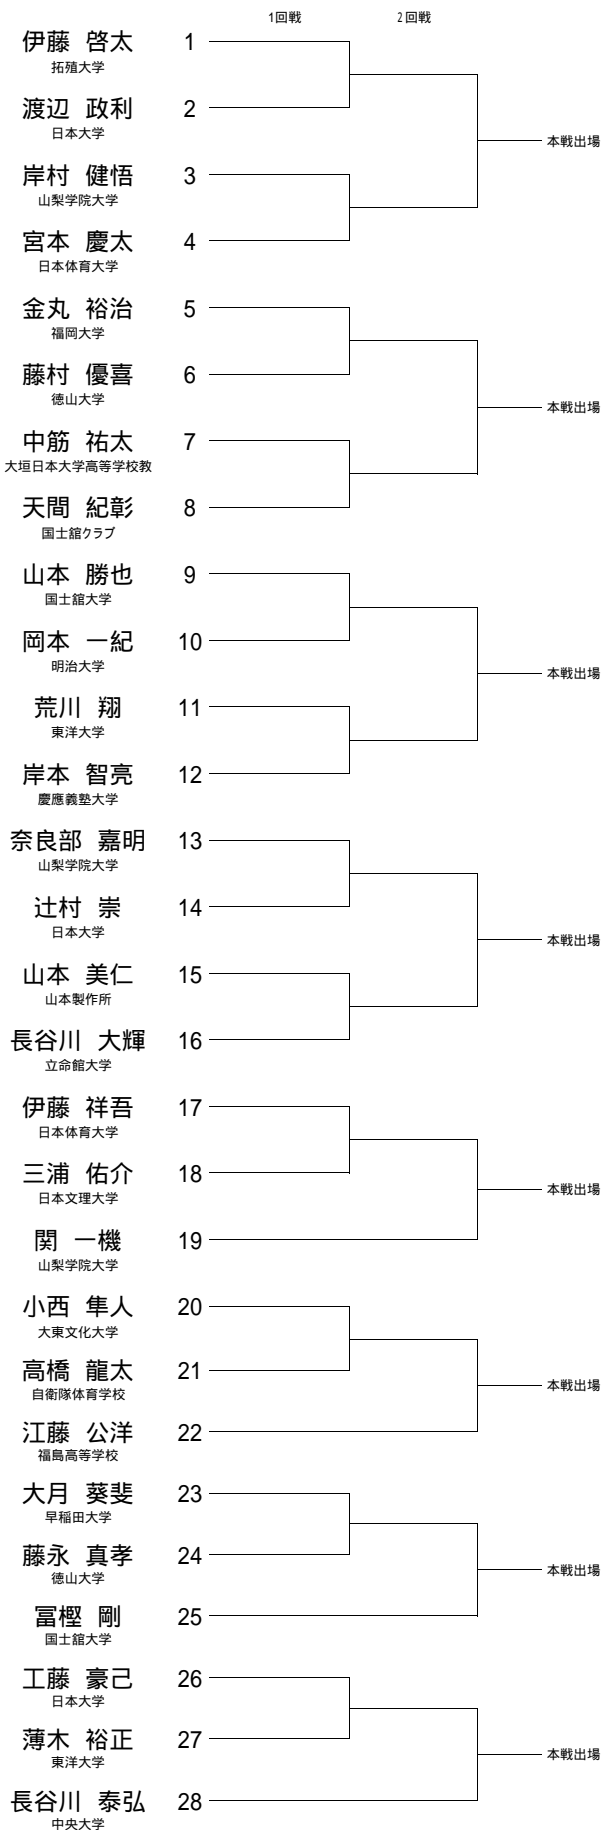 1回戦 2回戦
伊藤 啓太 1
拓殖大学
渡辺 政利 2
日本大学
本戦出場
岸村 健悟 3
山梨学院大学
宮本 慶太 4
日本体育大学
金丸 裕治 5
福岡大学
藤村 優喜 6
徳山大学
本戦出場
中筋 祐太 7
大垣日本大学高等学校教
天間 紀彰 8
国士舘クラブ
山本 勝也 9
国士舘大学
岡本 一紀 10
明治大学
本戦出場
荒川 翔 11
東洋大学
岸本 智亮 12
慶應義塾大学
奈良部 嘉明 13
山梨学院大学
辻村 崇 14
日本大学
本戦出場
山本 美仁 15
山本製作所
長谷川 大輝 16
立命館大学
伊藤 祥吾 17
日本体育大学
三浦 佑介 18
日本文理大学
本戦出場
関 一機 19
山梨学院大学
小西 隼人 20
大東文化大学
高橋 龍太 21
自衛隊体育学校
本戦出場
江藤 公洋 22
福島高等学校
大月 葵斐 23
早稲田大学
藤永 真孝 24
徳山大学
本戦出場
冨樫 剛 25
国士舘大学
工藤 豪己 26
日本大学
薄木 裕正 27
東洋大学
本戦出場
長谷川 泰弘 28
中央大学